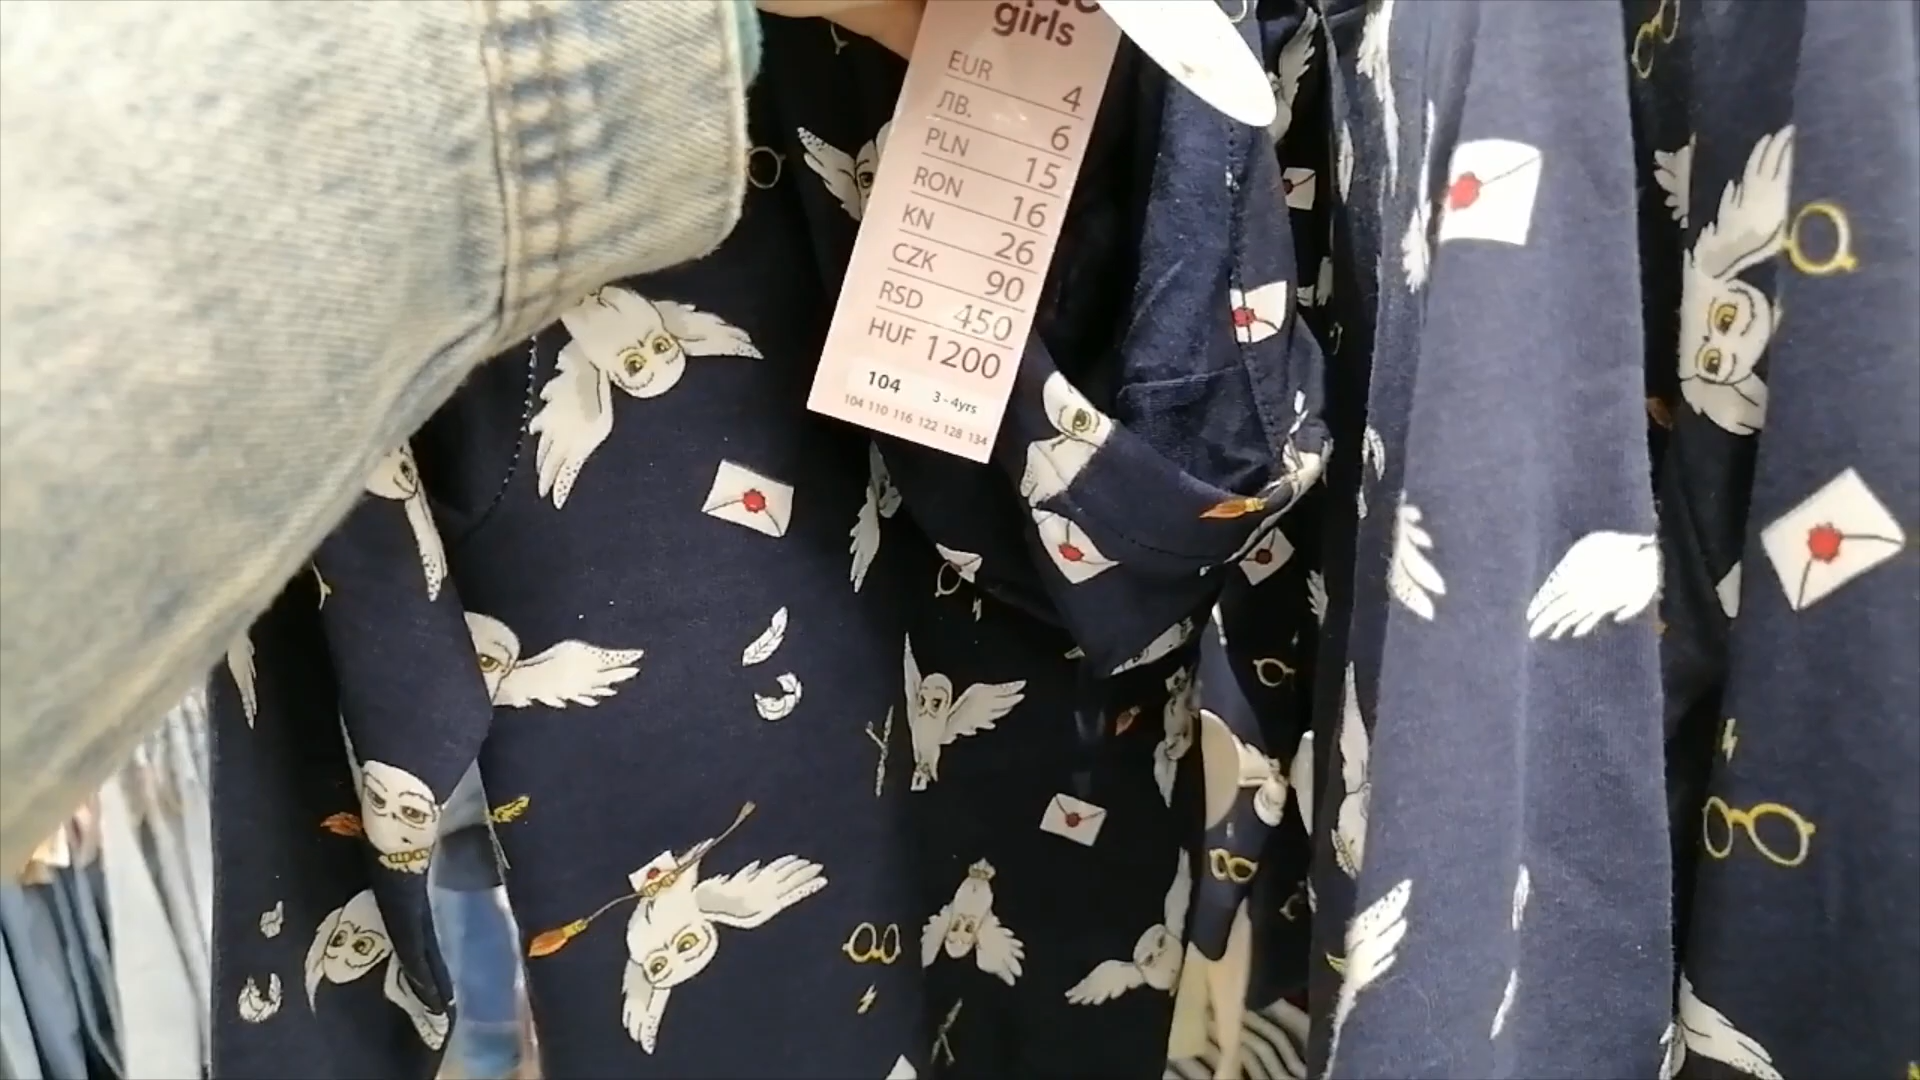 girls
EUR 4
ЛВ. 6
PLN 15
RON 16
KN 26
CZK 90
RSD 450
HUF 1200
104 3-4yrs
104 110 116 122 128 134